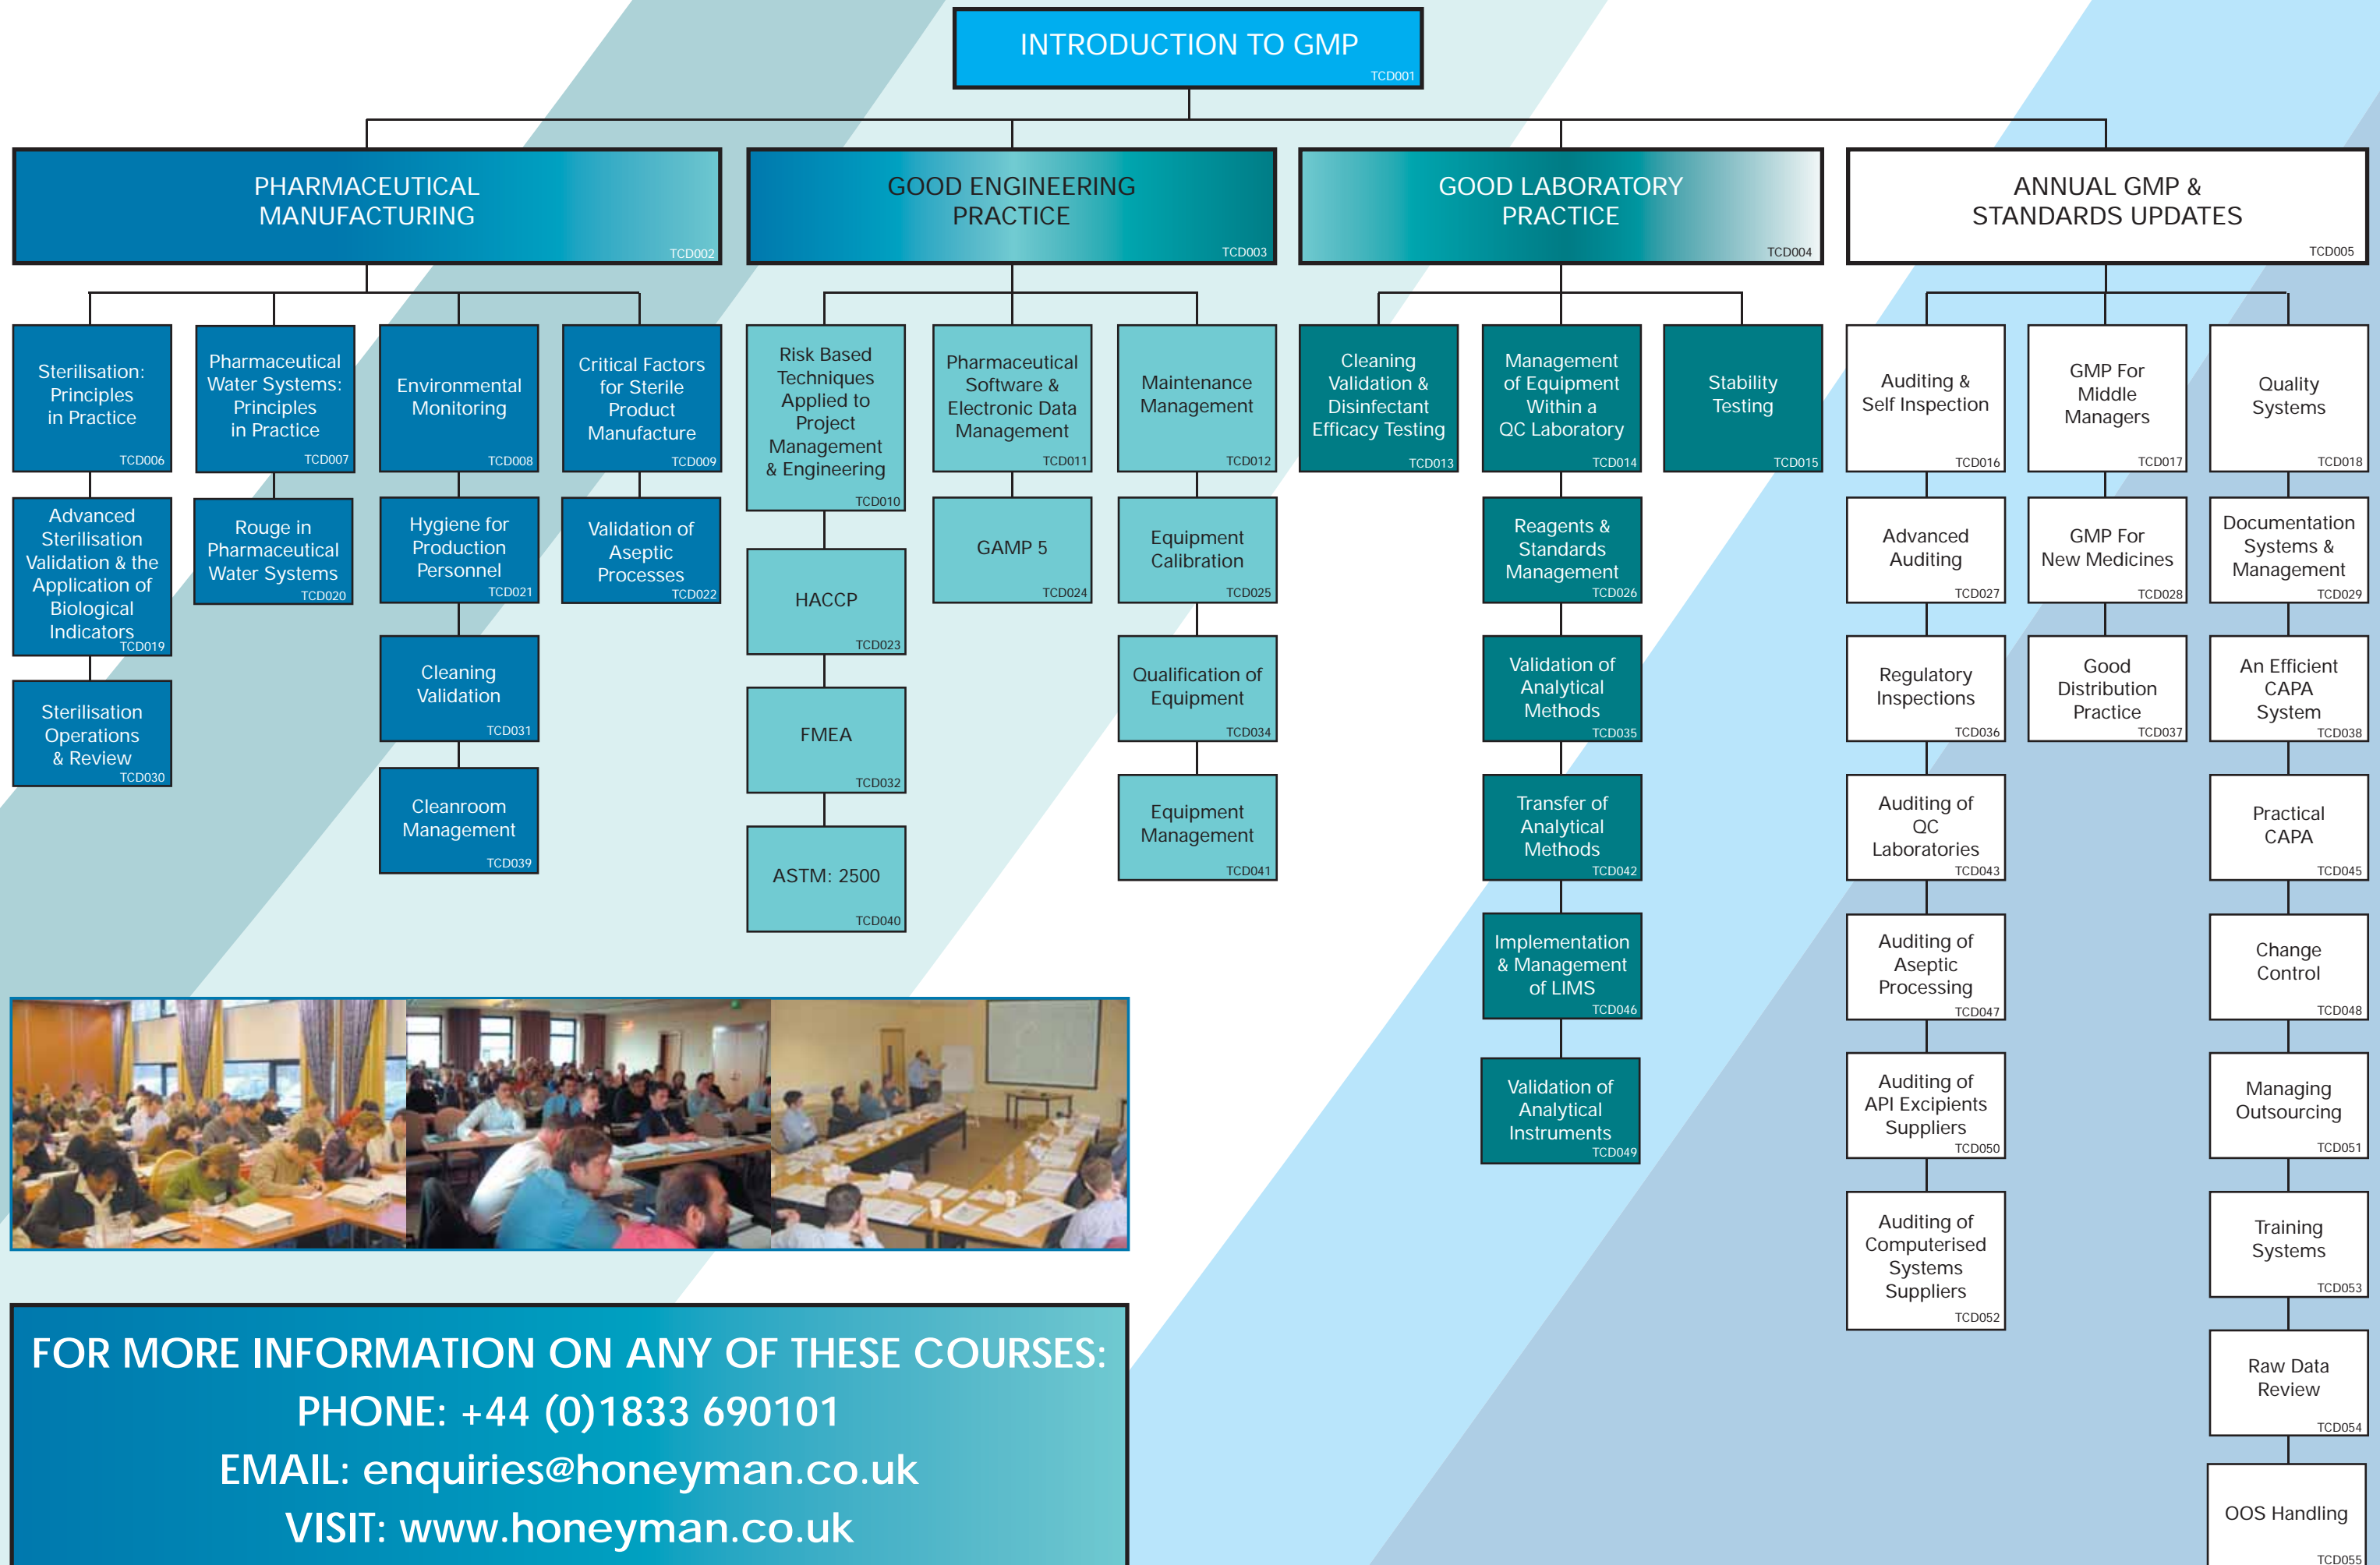 INTRODUCTION TO GMP
TCD001
PHARMACEUTICAL
MANUFACTURING
TCD002
GOOD ENGINEERING
PRACTICE
TCD003
GOOD LABORATORY
PRACTICE
TCD004
ANNUAL GMP &
STANDARDS UPDATES
TCD005
Sterilisation:
Principles
in Practice
TCD006
Pharmaceutical
Water Systems:
Principles
in Practice
TCD007
Environmental
Monitoring
TCD008
Critical Factors
for Sterile
Product
Manufacture
TCD009
Risk Based
Techniques
Applied to
Project
Management
& Engineering
TCD010
Pharmaceutical
Software &
Electronic Data
Management
TCD011
Maintenance
Management
TCD012
Cleaning
Validation &
Disinfectant
Efficacy Testing
TCD013
Management
of Equipment
Within a
QC Laboratory
TCD014
Stability
Testing
TCD015
Auditing &
Self Inspection
TCD016
GMP For
Middle
Managers
TCD017
Quality
Systems
TCD018
Advanced
Sterilisation
Validation & the
Application of
Biological
Indicators
TCD019
Rouge in
Pharmaceutical
Water Systems
TCD020
Hygiene for
Production
Personnel
TCD021
Validation of
Aseptic
Processes
TCD022
HACCP
TCD023
GAMP 5
TCD024
Equipment
Calibration
TCD025
Reagents &
Standards
Management
TCD026
Advanced
Auditing
TCD027
GMP For
New Medicines
TCD028
Documentation
Systems &
Management
TCD029
Sterilisation
Operations
& Review
TCD030
Cleaning
Validation
TCD031
FMEA
TCD032
Qualification of
Equipment
TCD034
Validation of
Analytical
Methods
TCD035
Regulatory
Inspections
TCD036
Good
Distribution
Practice
TCD037
An Efficient
CAPA
System
TCD038
Cleanroom
Management
TCD039
ASTM: 2500
TCD040
Equipment
Management
TCD041
Transfer of
Analytical
Methods
TCD042
Auditing of
QC
Laboratories
TCD043
Practical
CAPA
TCD045
Implementation
& Management
of LIMS
TCD046
Auditing of
Aseptic
Processing
TCD047
Change
Control
TCD048
Validation of
Analytical
Instruments
TCD049
Auditing of
API Excipients
Suppliers
TCD050
Managing
Outsourcing
TCD051
Auditing of
Computerised
Systems
Suppliers
TCD052
Training
Systems
TCD053
Raw Data
Review
TCD054
OOS Handling
TCD055
FOR MORE INFORMATION ON ANY OF THESE COURSES:
PHONE: +44 (0)1833 690101
EMAIL: enquiries@honeyman.co.uk
VISIT: www.honeyman.co.uk